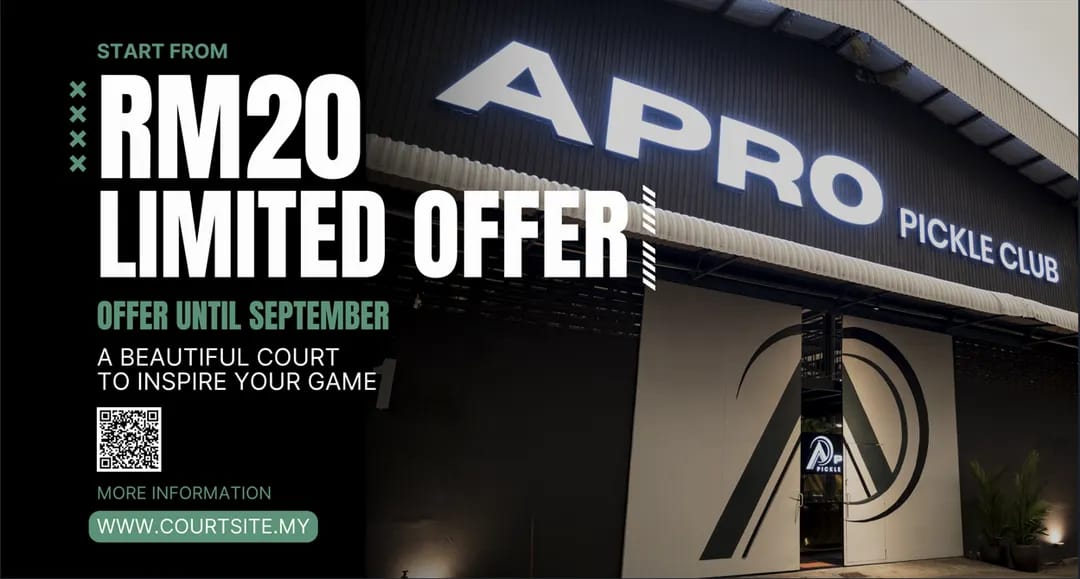 START FROM
RM20
LIMITED OFFER
OFFER UNTIL SEPTEMBER
A BEAUTIFUL COURT
TO INSPIRE YOUR GAME
MORE INFORMATION
WWW.COURTSITE.MY
APRO
PICKLE CLUB
PICKLE